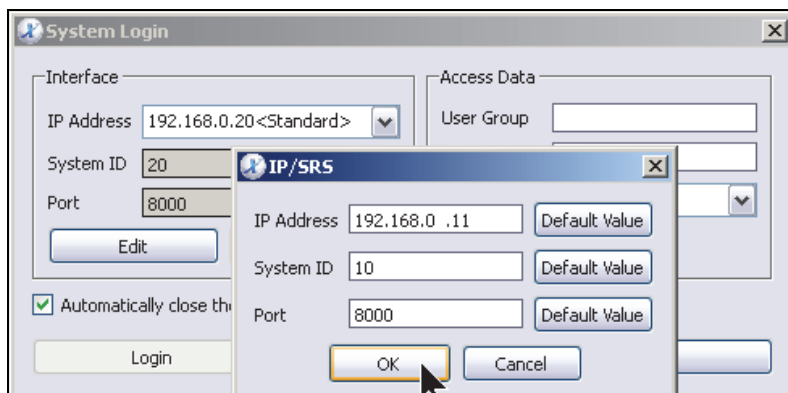 System Login
Interface
Access Data
IP Address 192.168.0.20<Standard>
User Group
System ID 20
Port 8000
Edit
Automatically close the
Login
IP/SRS
IP Address 192.168.0 .11 Default Value
System ID 10 Default Value
Port 8000 Default Value
OK Cancel